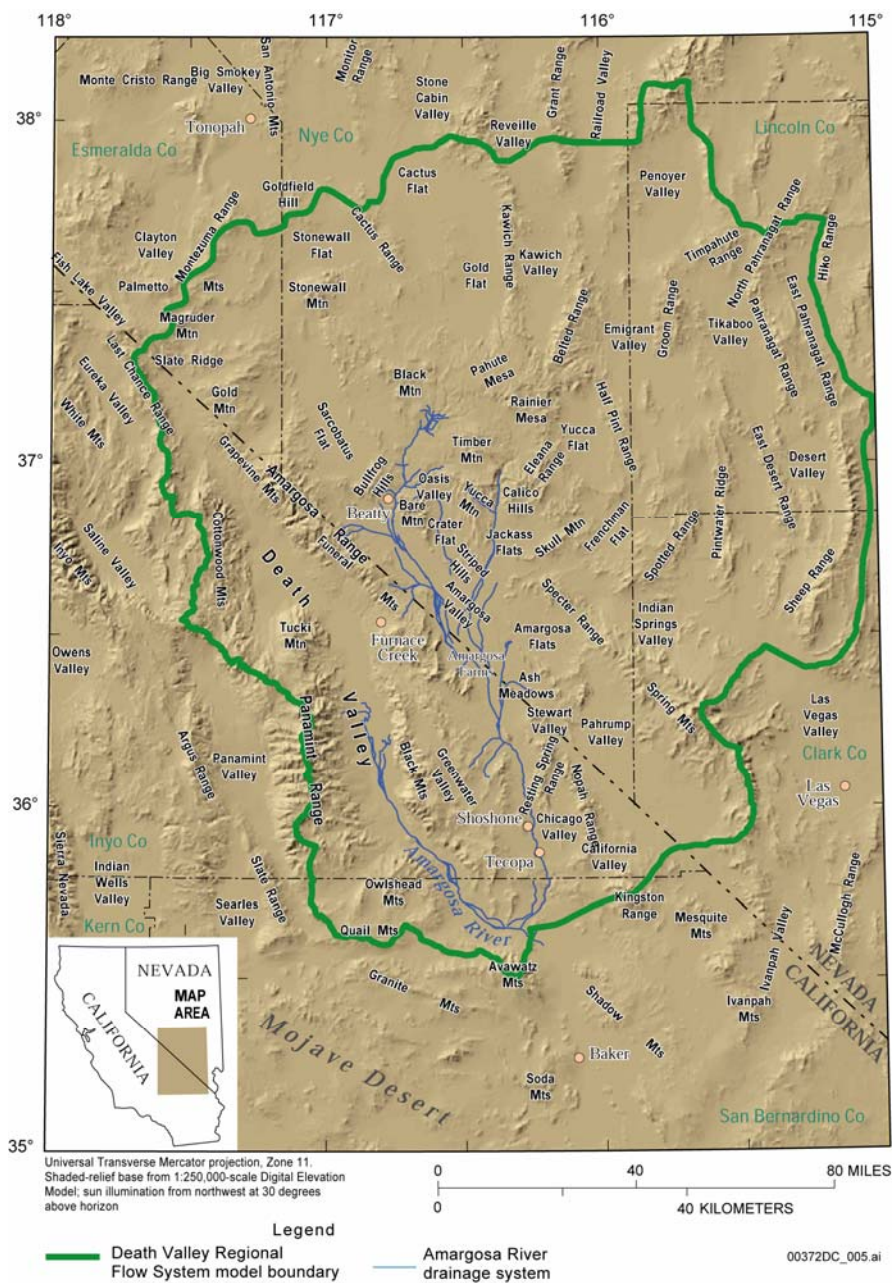 118°
117°
116°
115°
38°
37°
36°
35°
Monte Cristo Range
Big Smokey
Valley
San Antonio Mts
Monitor
Range
Stone
Cabin
Valley
Grant Range
Railroad Valley
Reveille
Valley
Tonopah
Esmeralda Co
Nye Co
Lincoln Co
Goldfield
Hill
Cactus
Flat
Penoyer
Valley
Clayton
Valley
Montezuma Range
Stonewall
Flat
Cactus Range
Kawich Range
Kawich
Valley
Gold
Flat
Timpahute
Range
North Pahranagat Range
Hiko Range
Fish Lake Valley
Palmetto
Mts
Stonewall
Mtn
Magruder
Mtn
Belted Range
Emigrant
Valley
Groom Range
Tikaboo
Valley
Pahranagat Range
East Pahranagat Range
Last Chance Range
Slate Ridge
Eureka Valley
White Mts
Gold
Mtn
Black
Mtn
Pahute
Mesa
Rainier
Mesa
Half Pint Range
Sarcobatus
Flat
Timber
Mtn
Eleana
Range
Yucca
Flat
Grapevine Mts
Amargosa
Range
Bullfrog
Hills
Oasis
Valley
Yucca
Mtn
Calico
Hills
East Desert Range
Desert
Valley
Beatty
Bare
Mtn
Crater
Flat
Jackass
Flats
Skull Mtn
Frenchman
Flat
Pintwater Ridge
Spotted Range
Sheep Range
Saline Valley
Inyo Mts
Cottonwood Mts
Death
Valley
Funeral
Mts
Striped
Hills
Amargosa
Valley
Specter Range
Indian
Springs
Valley
Owens
Valley
Tucki
Mtn
Furnace
Creek
Amargosa
Farms
Amargosa
Flats
Ash
Meadows
Spring Mts
Las
Vegas
Valley
Panamint
Range
Argus Range
Panamint
Valley
Black Mts
Greenwater
Valley
Stewart
Valley
Pahrump
Valley
Resting Spring
Range
Nopah
Range
Clark Co
Las
Vegas
Shoshone
Chicago
Valley
Tecopa
California
Valley
Inyo Co
Sierra Nevada
Indian
Wells
Valley
Kern Co
Searles
Valley
Slate Range
Owlshead
Mts
Amargosa River
Quail Mts
Kingston
Range
Mesquite
Mts
Ivanpah Valley
McCullogh Range
Avawatz
Mts
Granite
Mts
Shadow
Mts
Ivanpah
Mts
NEVADA
CALIFORNIA
Mojave Desert
Baker
Soda
Mts
San Bernardino Co
NEVADA
CALIFORNIA
MAP
AREA
Universal Transverse Mercator projection, Zone 11.
Shaded-relief base from 1:250,000-scale Digital Elevation
Model; sun illumination from northwest at 30 degrees
above horizon
0 40 80 MILES
0 40 KILOMETERS
Legend
Death Valley Regional
Flow System model boundary
Amargosa River
drainage system
00372DC_005.ai